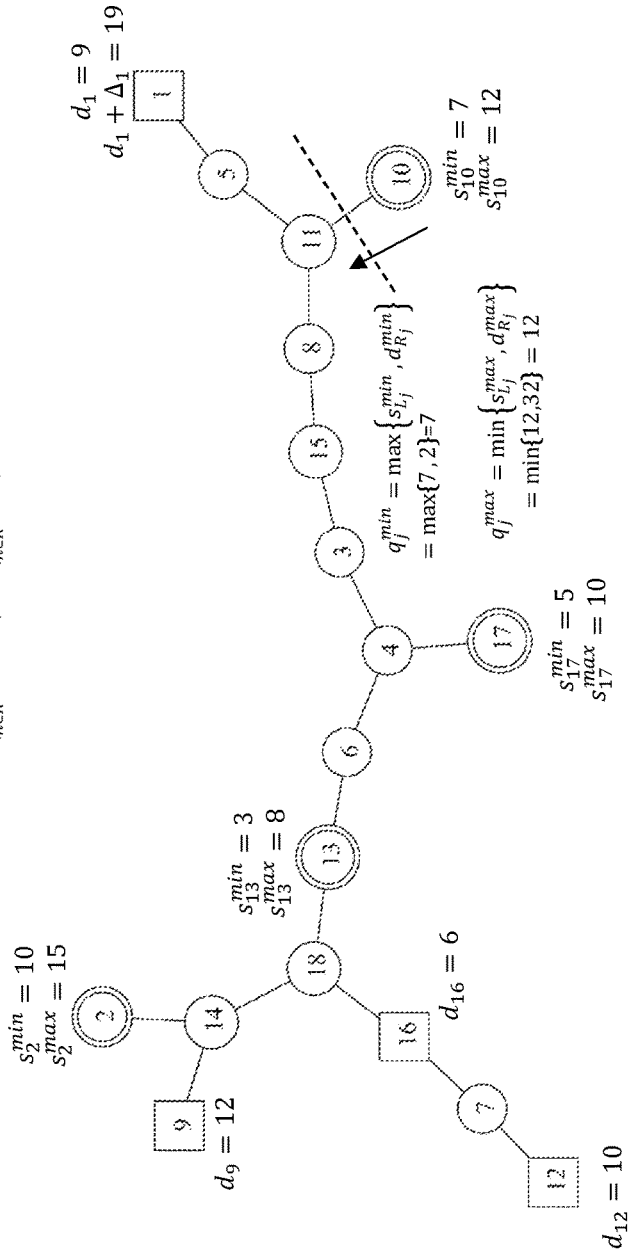 d_1 = 9
d_1 + Δ_1 = 19
1
5
11
10
s_10^min = 7
s_10^max = 12
8
15
3
q_j^min = max{s_{L_j}^min, d_{R_j}^min}
= max{7, 2}=7
q_j^max = min{s_{L_j}^max, d_{R_j}^max}
= min{12,32} = 12
4
17
s_17^min = 5
s_17^max = 10
6
s_13^min = 3
s_13^max = 8
13
18
s_2^min = 10
s_2^max = 15
2
14
9
d_9 = 12
16
d_16 = 6
7
12
d_12 = 10